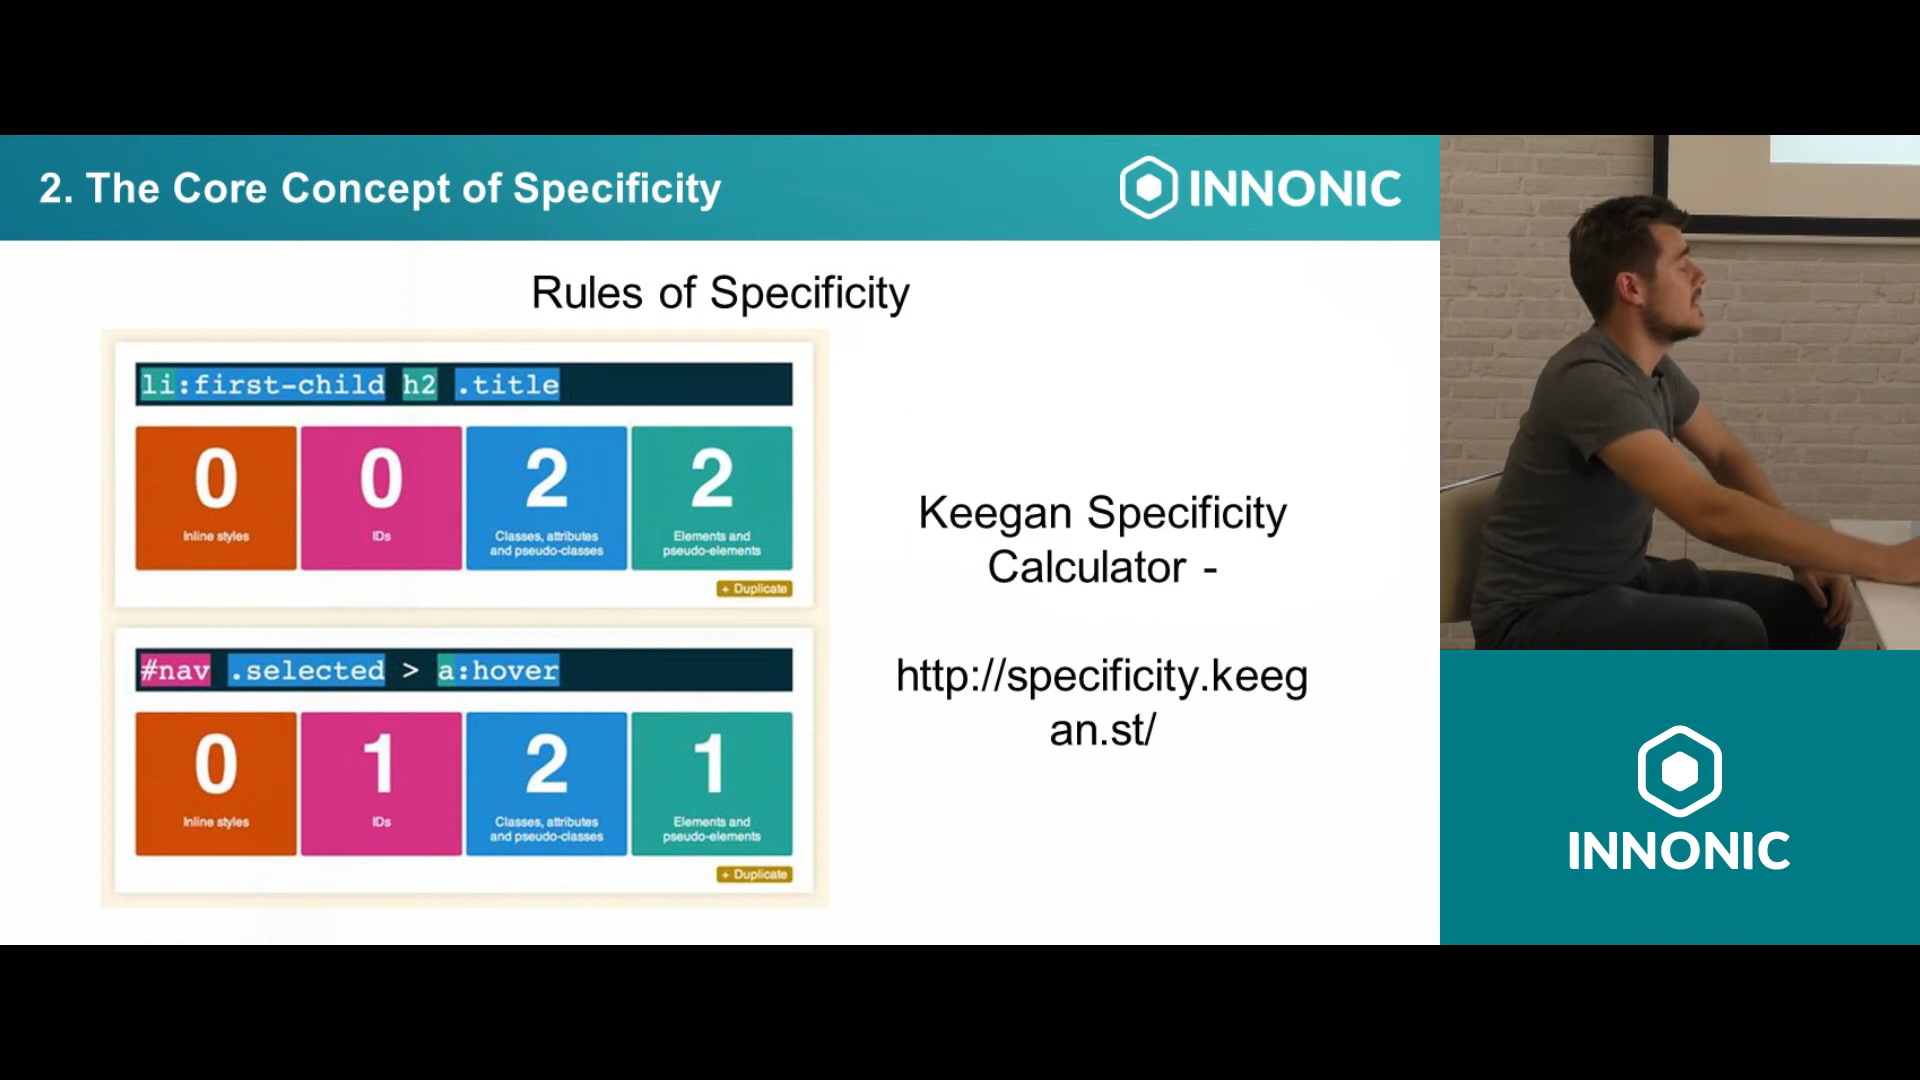 2. The Core Concept of Specificity
INNONIC
Rules of Specificity
li:first-child h2 .title
0
Inline styles
0
IDs
2
Classes, attributes
and pseudo-classes
2
Elements and
pseudo-elements
+ Duplicate
#nav .selected > a:hover
0
Inline styles
1
IDs
2
Classes, attributes
and pseudo-classes
1
Elements and
pseudo-elements
+ Duplicate
Keegan Specificity
Calculator -
http://specificity.keeg
an.st/
INNONIC